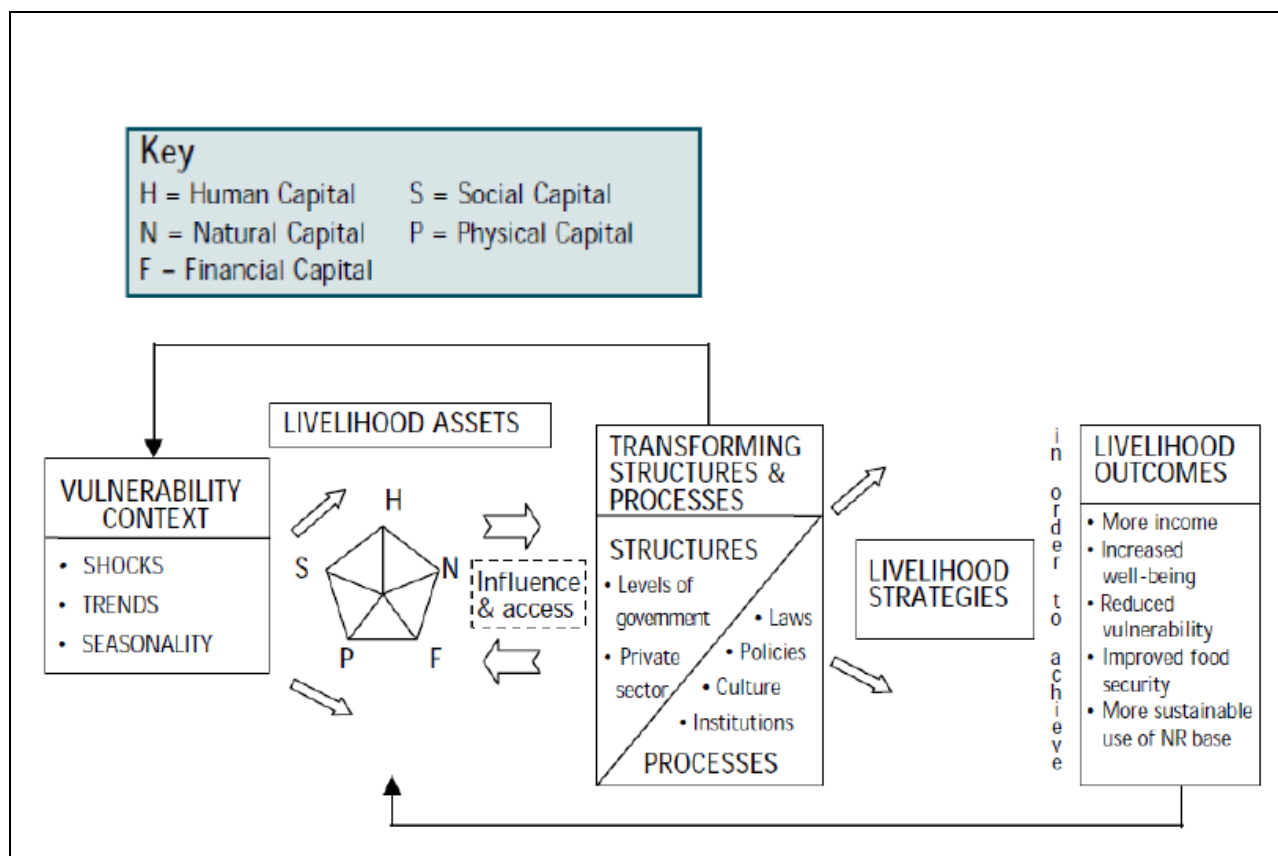 Key
H = Human Capital
S = Social Capital
N = Natural Capital
P = Physical Capital
F – Financial Capital
LIVELIHOOD ASSETS
VULNERABILITY
CONTEXT
• SHOCKS
• TRENDS
• SEASONALITY
H
S
N
P
F
Influence
& access
TRANSFORMING
STRUCTURES &
PROCESSES
STRUCTURES
• Levels of
government
• Private
sector
• Laws
• Policies
• Culture
• Institutions
PROCESSES
LIVELIHOOD
STRATEGIES
in order to achieve
LIVELIHOOD
OUTCOMES
• More income
• Increased
well-being
• Reduced
vulnerability
• Improved food
security
• More sustainable
use of NR base